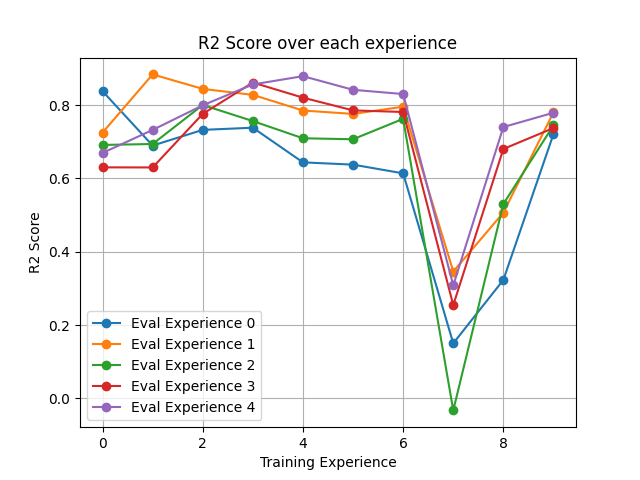 R2 Score over each experience
R2 Score
0.8
0.6
0.4
0.2
0.0
Eval Experience 0
Eval Experience 1
Eval Experience 2
Eval Experience 3
Eval Experience 4
0 2 4 6 8
Training Experience